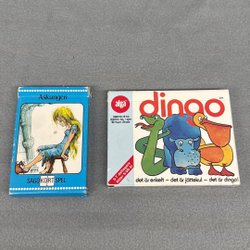 Askungen
SAGOKORTSPEL
alga
dingo
det är enkelt – det är jättekul – det är dingo!